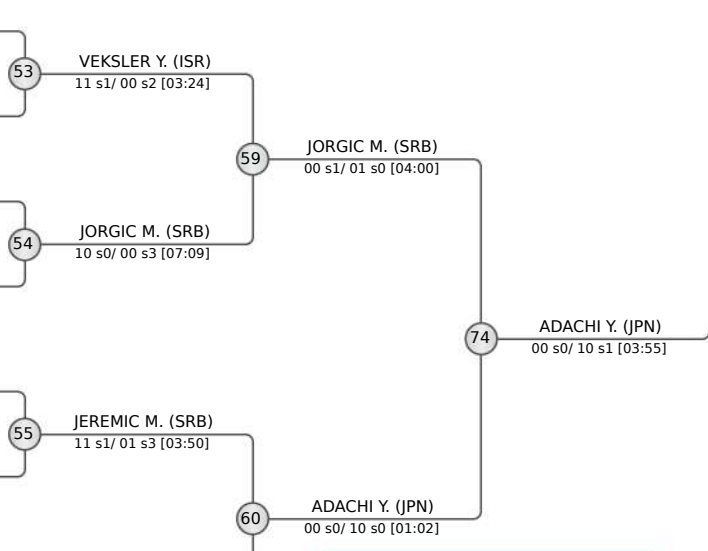 53
VEKSLER Y. (ISR)
11 s1/ 00 s2 [03:24]
59
JORGIC M. (SRB)
00 s1/ 01 s0 [04:00]
54
JORGIC M. (SRB)
10 s0/ 00 s3 [07:09]
74
ADACHI Y. (JPN)
00 s0/ 10 s1 [03:55]
55
JEREMIC M. (SRB)
11 s1/ 01 s3 [03:50]
60
ADACHI Y. (JPN)
00 s0/ 10 s0 [01:02]